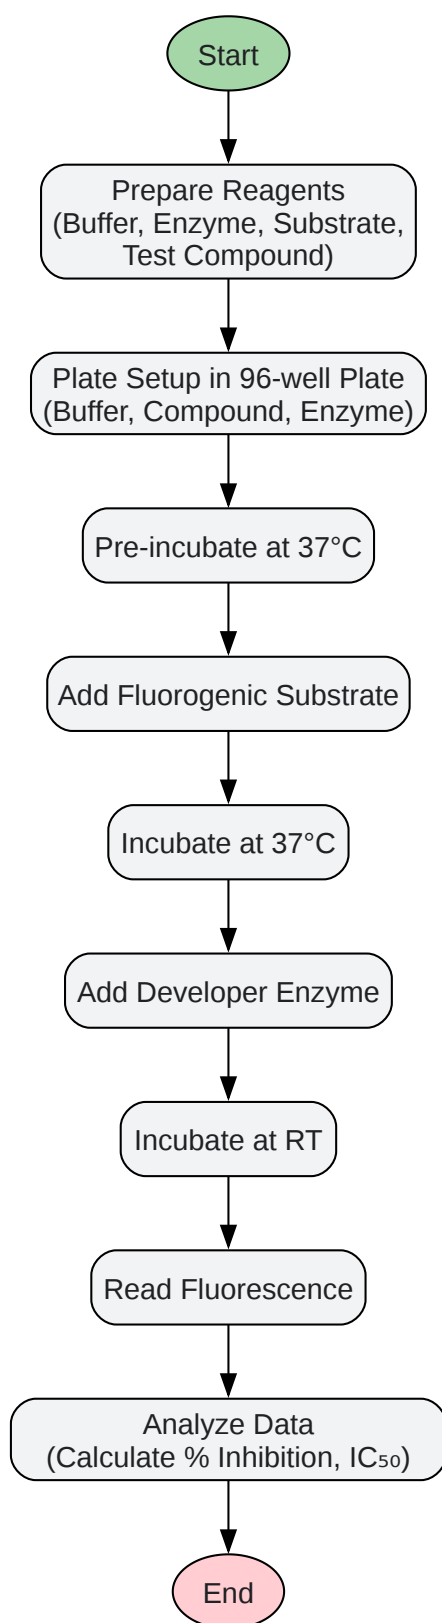 Start
Prepare Reagents
(Buffer, Enzyme, Substrate,
Test Compound)
Plate Setup in 96-well Plate
(Buffer, Compound, Enzyme)
Pre-incubate at 37°C
Add Fluorogenic Substrate
Incubate at 37°C
Add Developer Enzyme
Incubate at RT
Read Fluorescence
Analyze Data
(Calculate % Inhibition, IC₅₀)
End